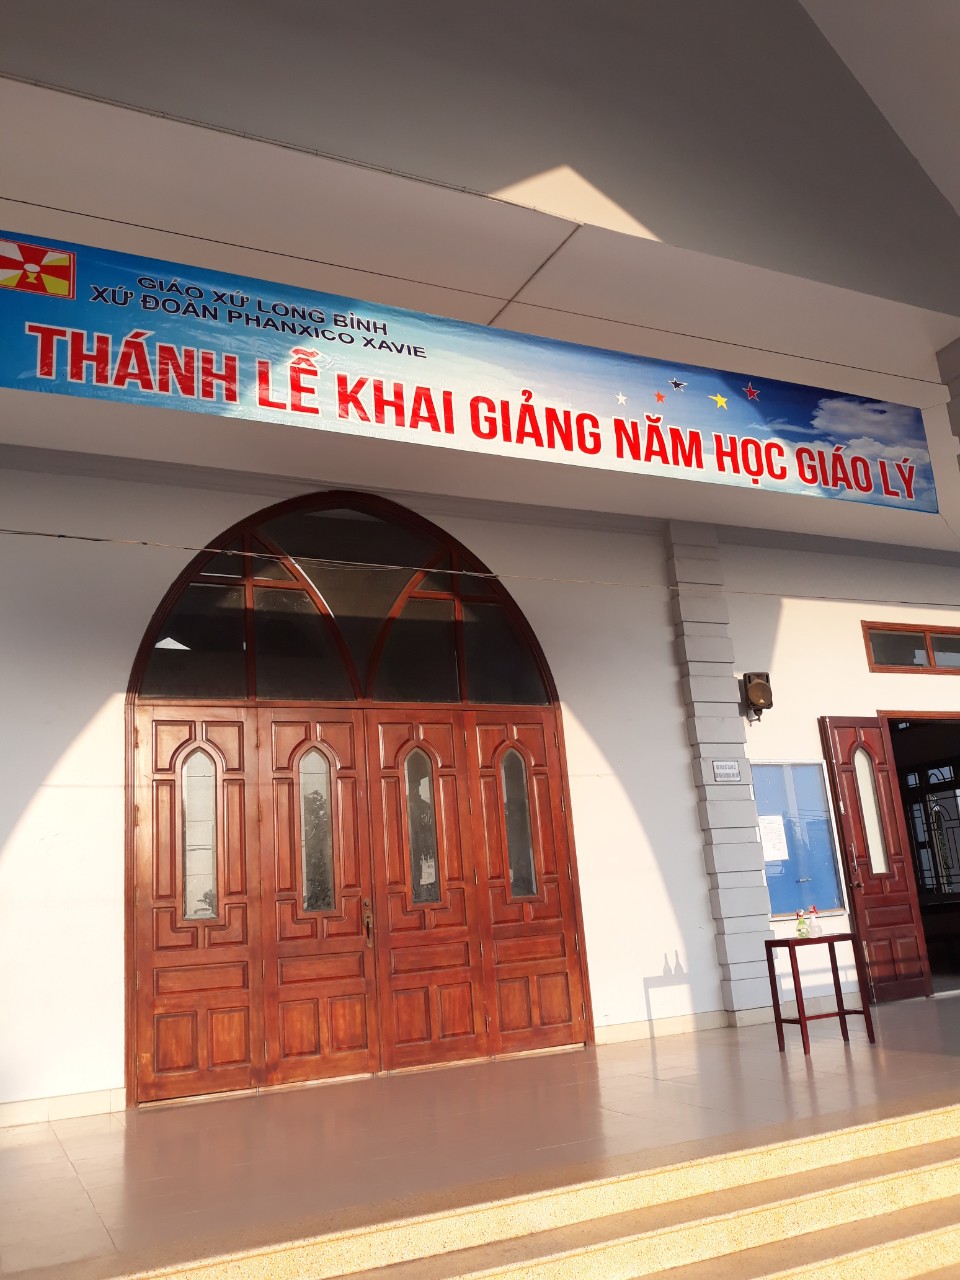 GIÁO XỨ LONG BÌNH
XỨ ĐOÀN PHANXICO XAVIE
THÁNH LỄ KHAI GIẢNG NĂM HỌC GIÁO LÝ